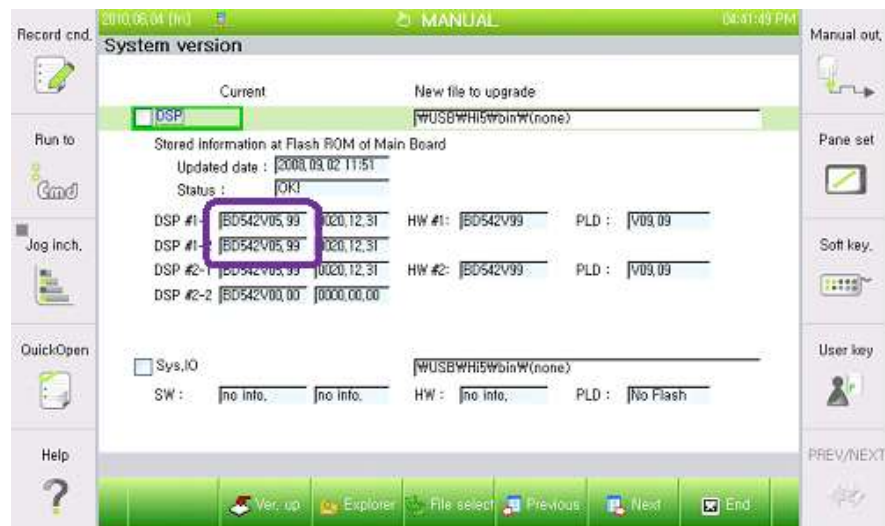 2010,06,04 (fri) MANUAL 04:41:49 PM
Record cnd.
Manual out,
System version
Current New file to upgrade
DSP ₩USB₩Hi5₩bin₩(none)
Stored information at Flash ROM of Main Board
Run to
Pane set
Updated date : 2008,09,02 11:51
Status : OK!
Cmd
DSP #1- BD542V05,99 0020,12,31 HW #1: BD542V99 PLD : V09,09
Jog inch,
Soft key,
DSP #1-2 BD542V05,99 0020,12,31
DSP #2-1 BD542V05,99 0020,12,31 HW #2: BD542V99 PLD : V09,09
DSP #2-2 BD542V00,00 0000,00,00
QuickOpen
User key
Sys,IO ₩USB₩Hi5₩bin₩(none)
SW : no info, no info, HW : no info, PLD : No Flash
Help
PREV/NEXT
?
Ver, up Explorer File select Previous Next End